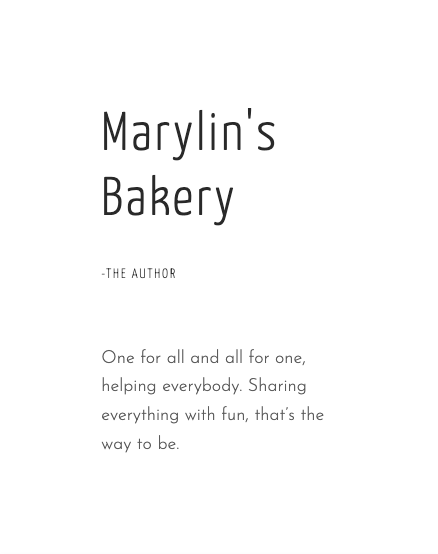 Marylin's
Bakery
-THE AUTHOR
One for all and all for one,
helping everybody. Sharing
everything with fun, that's the
way to be.